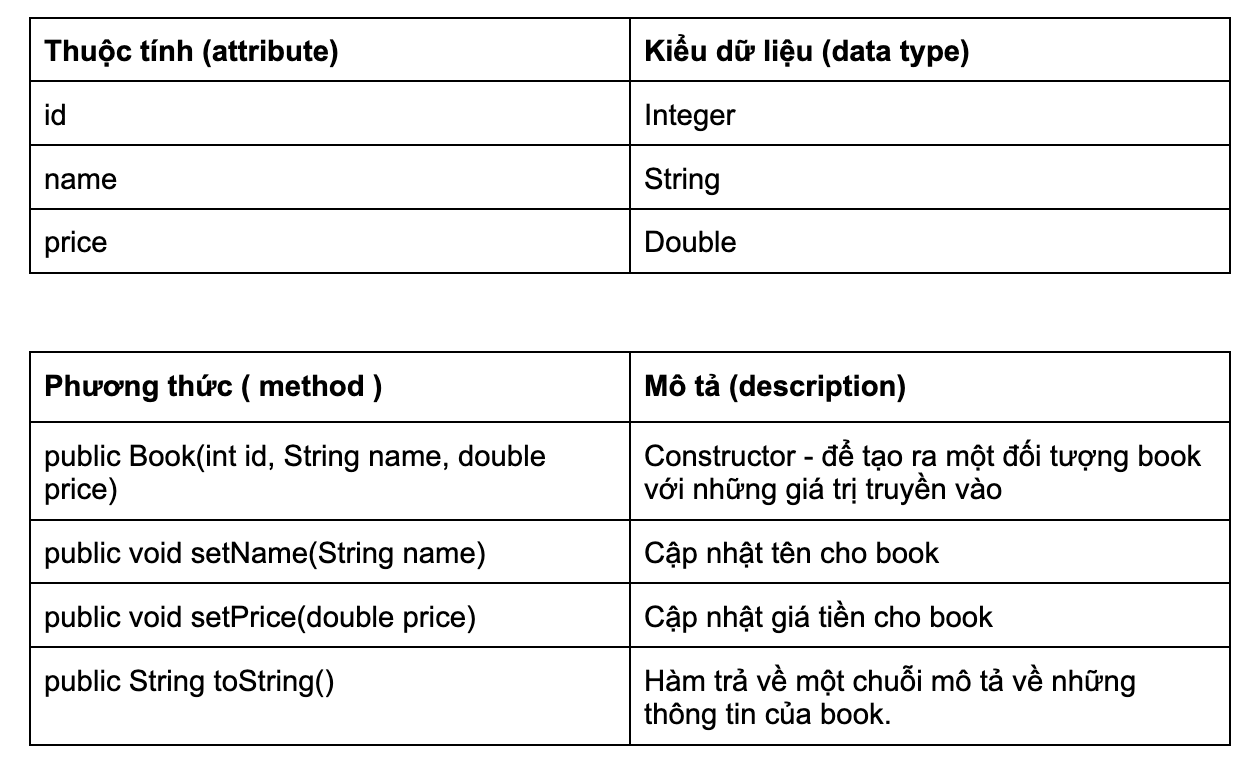 Thuộc tính (attribute) Kiểu dữ liệu (data type)
id Integer
name String
price Double
Phương thức ( method ) Mô tả (description)
public Book(int id, String name, double
price)
Constructor - để tạo ra một đối tượng book
với những giá trị truyền vào
public void setName(String name) Cập nhật tên cho book
public void setPrice(double price) Cập nhật giá tiền cho book
public String toString() Hàm trả về một chuỗi mô tả về những
thông tin của book.